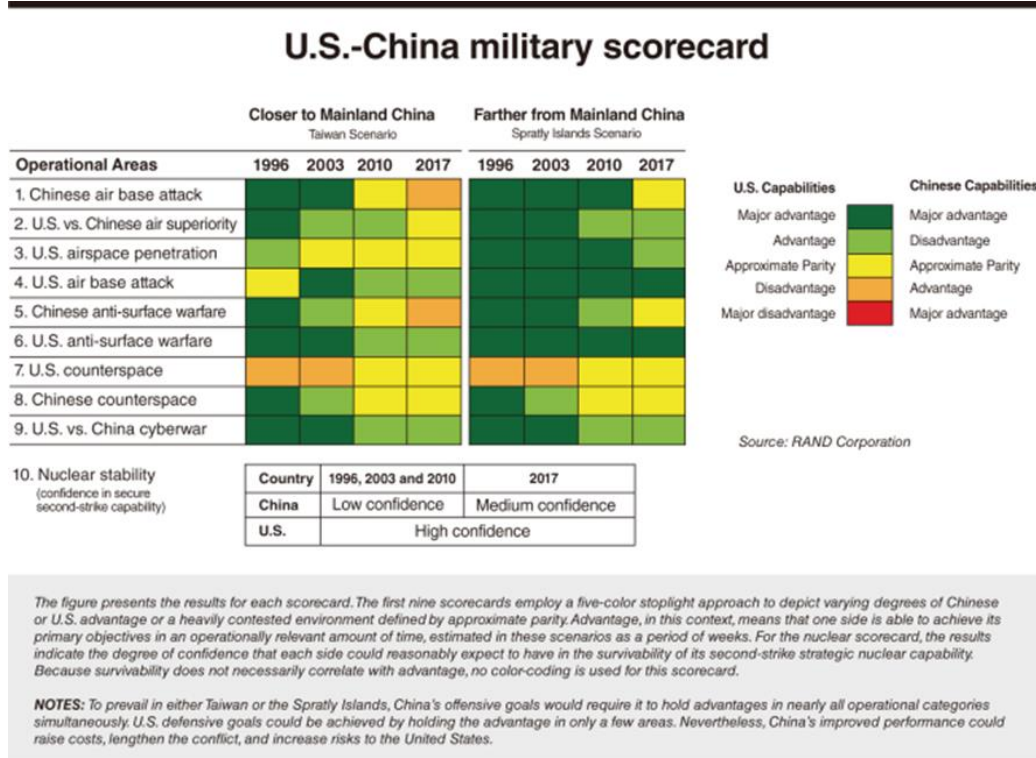 U.S.-China military scorecard
Closer to Mainland China
Taiwan Scenario
Farther from Mainland China
Spratly Islands Scenario
Operational Areas 1996 2003 2010 2017 1996 2003 2010 2017
1. Chinese air base attack
2. U.S. vs. Chinese air superiority
3. U.S. airspace penetration
4. U.S. air base attack
5. Chinese anti-surface warfare
6. U.S. anti-surface warfare
7. U.S. counterspace
8. Chinese counterspace
9. U.S. vs. China cyberwar
U.S. Capabilities Chinese Capabilities
Major advantage Major advantage
Advantage Disadvantage
Approximate Parity Approximate Parity
Disadvantage Advantage
Major disadvantage Major advantage
Source: RAND Corporation
10. Nuclear stability
(confidence in secure
second-strike capability)
Country 1996, 2003 and 2010 2017
China Low confidence Medium confidence
U.S. High confidence
The figure presents the results for each scorecard. The first nine scorecards employ a five-color stoplight approach to depict varying degrees of Chinese
or U.S. advantage or a heavily contested environment defined by approximate parity. Advantage, in this context, means that one side is able to achieve its
primary objectives in an operationally relevant amount of time, estimated in these scenarios as a period of weeks. For the nuclear scorecard, the results
indicate the degree of confidence that each side could reasonably expect to have in the survivability of its second-strike strategic nuclear capability.
Because survivability does not necessarily correlate with advantage, no color-coding is used for this scorecard.
NOTES: To prevail in either Taiwan or the Spratly Islands, China's offensive goals would require it to hold advantages in nearly all operational categories
simultaneously. U.S. defensive goals could be achieved by holding the advantage in only a few areas. Nevertheless, China's improved performance could
raise costs, lengthen the conflict, and increase risks to the United States.